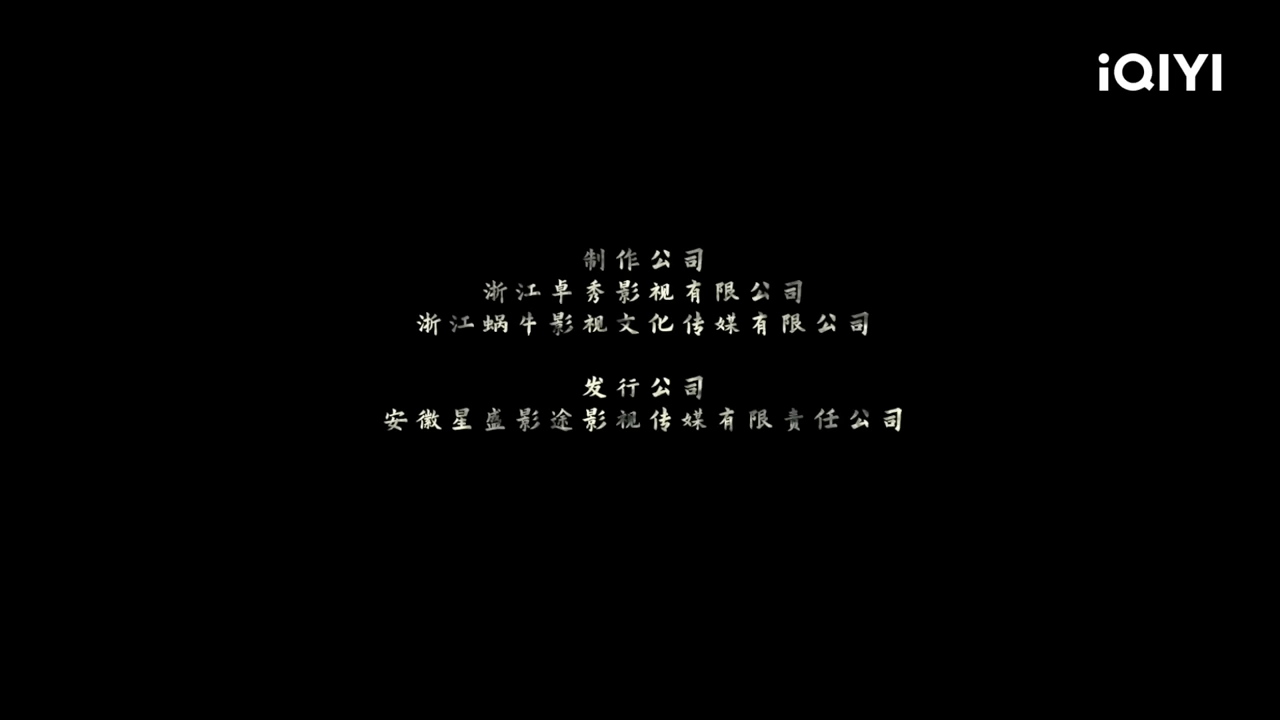 iQIYI
制作公司
浙江卓秀影视有限公司
浙江蜗牛影视文化传媒有限公司
发行公司
安徽星盛影途影视传媒有限责任公司